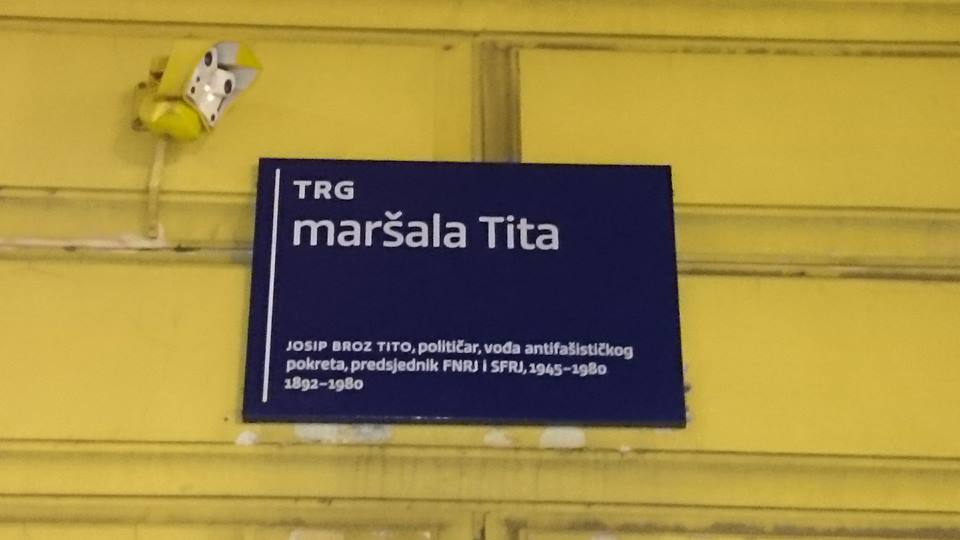 TRG
maršala Tita
JOSIP BROZ TITO, političar, vođa antifašističkog
pokreta, predsjednik FNRJ i SFRJ, 1945–1980
1892–1980